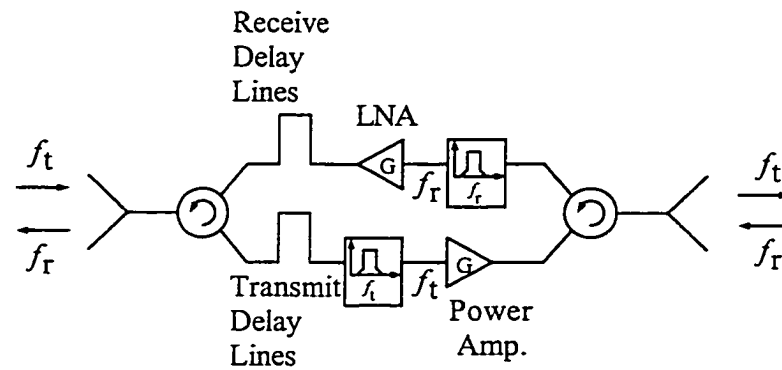 Receive
Delay
Lines
LNA
f_t
f_r
G
f_r
f_r
f_t
f_r
Transmit
Delay
Lines
f_t
f_t
G
Power
Amp.